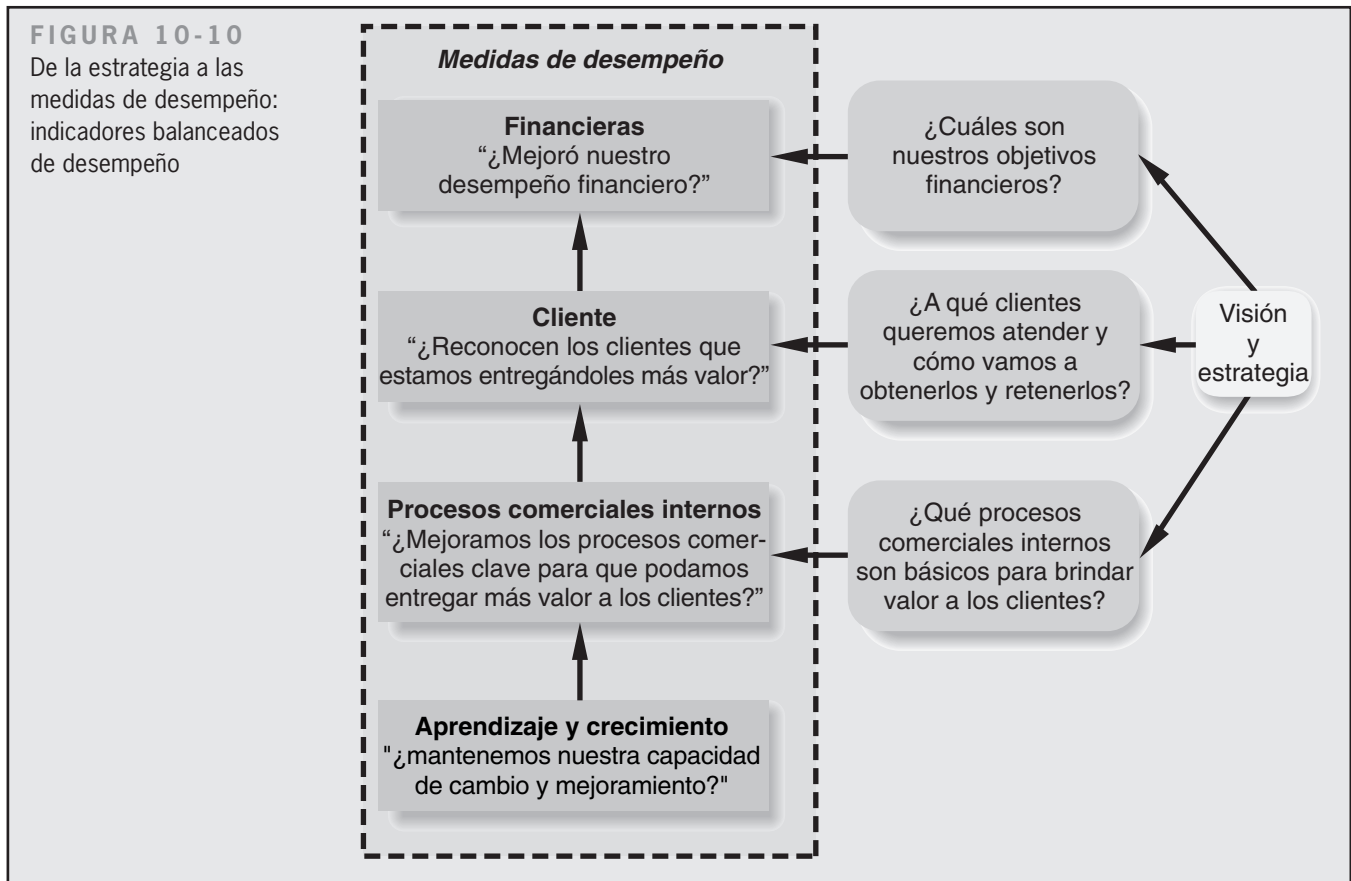 FIGURA 10-10
De la estrategia a las
medidas de desempeño:
indicadores balanceados
de desempeño
Medidas de desempeño
Financieras
“¿Mejoró nuestro
desempeño financiero?”
¿Cuáles son
nuestros objetivos
financieros?
Cliente
“¿Reconocen los clientes que
estamos entregándoles más valor?”
¿A qué clientes
queremos atender y
cómo vamos a
obtenerlos y retenerlos?
Visión
y
estrategia
Procesos comerciales internos
“¿Mejoramos los procesos comer-
ciales clave para que podamos
entregar más valor a los clientes?”
¿Qué procesos
comerciales internos
son básicos para brindar
valor a los clientes?
Aprendizaje y crecimiento
"¿mantenemos nuestra capacidad
de cambio y mejoramiento?"